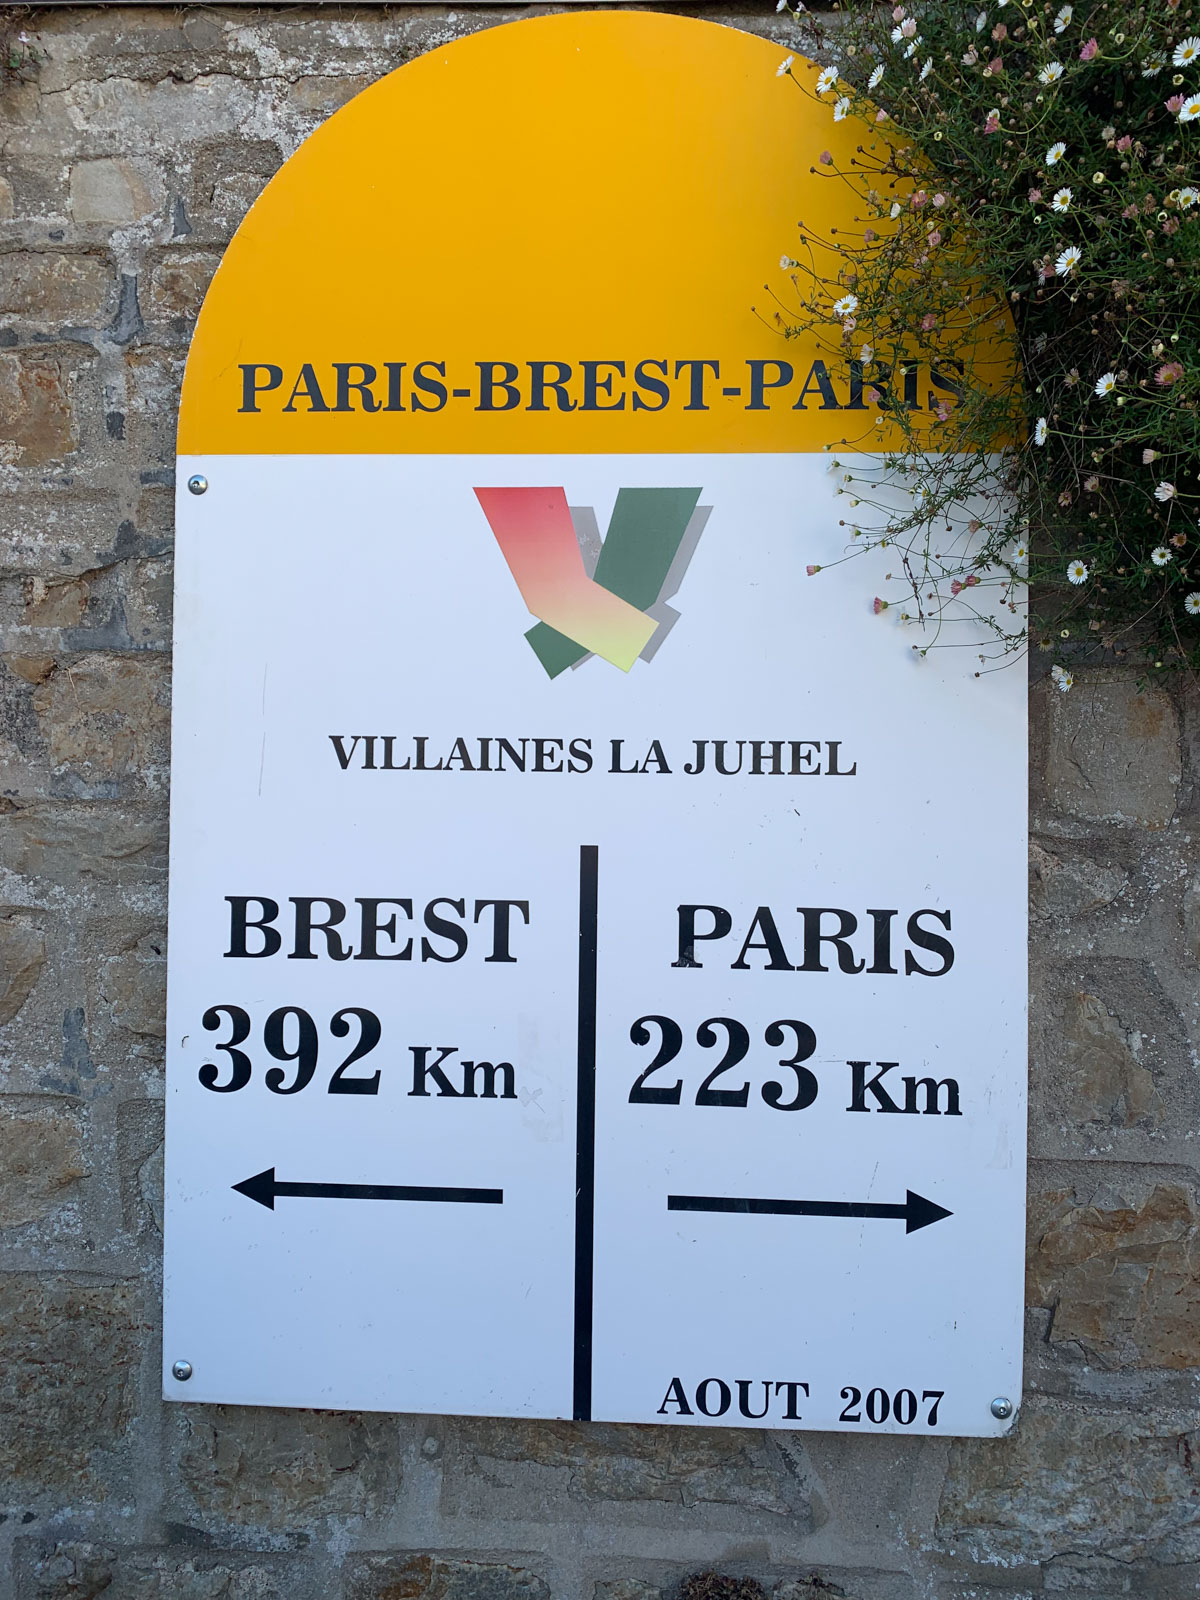 PARIS-BREST-PARIS
VILLAINES LA JUHEL
BREST
392 Km
PARIS
223 Km
AOUT 2007